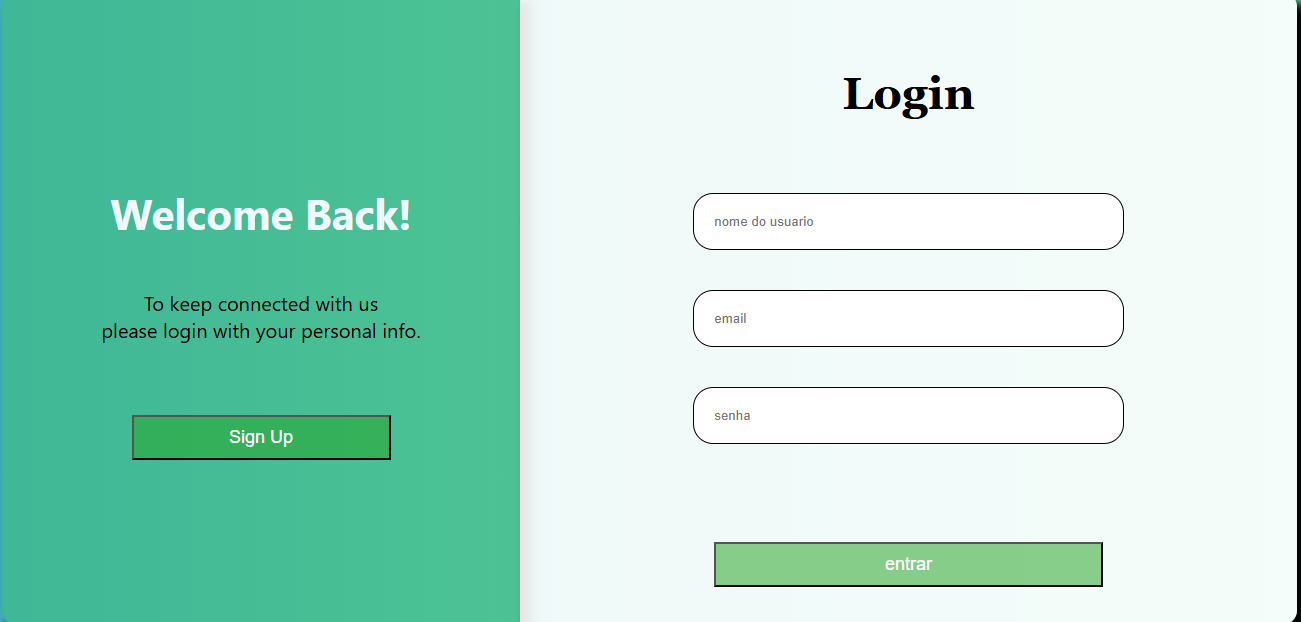 Welcome Back!
To keep connected with us
please login with your personal info.
Sign Up
Login
nome do usuario
email
senha
entrar